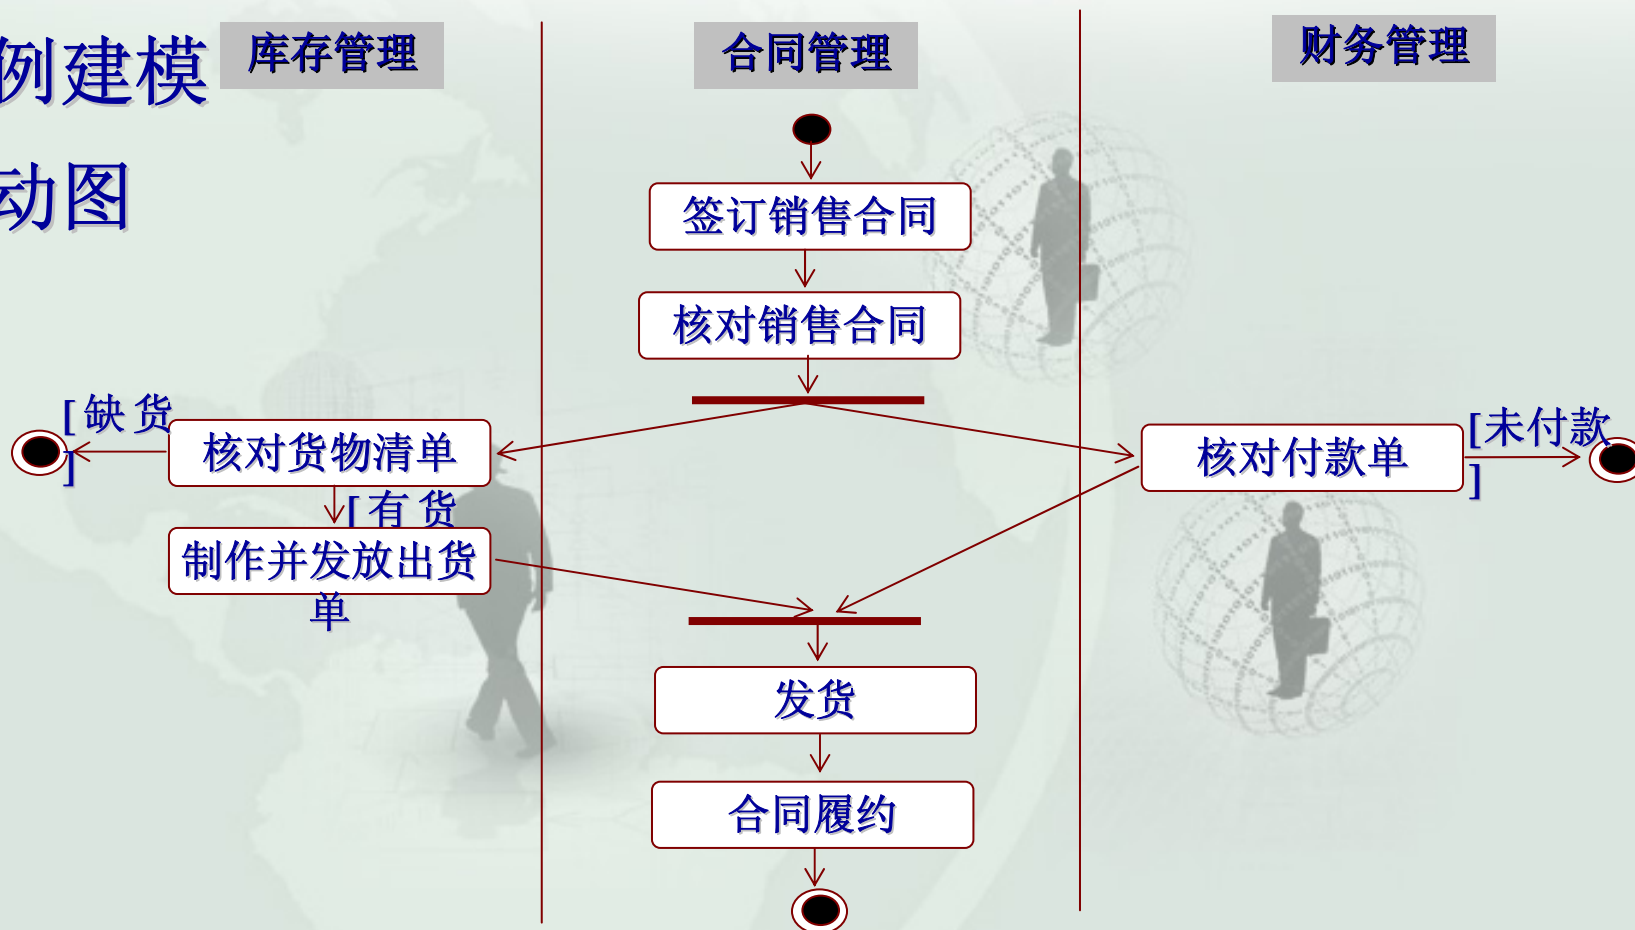 例建模
动图
库存管理
合同管理
财务管理
签订销售合同
核对销售合同
[缺货
]
核对货物清单
[有货
制作并发放出货
单
核对付款单
[未付款
]
发货
合同履约